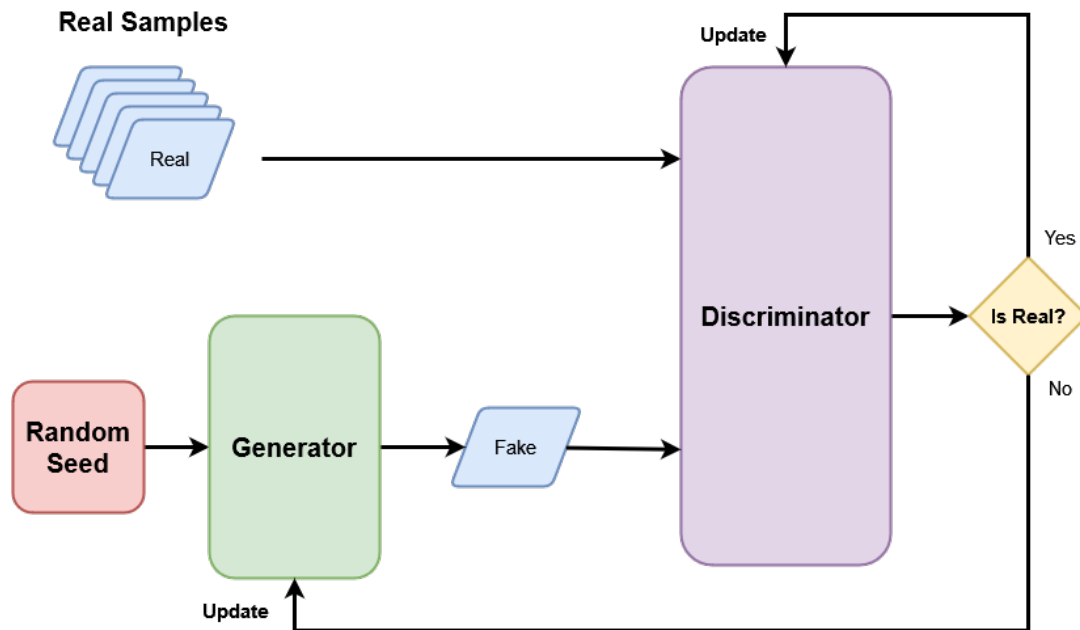 Real Samples
Update
Real
Yes
Discriminator
Is Real?
No
Random
Seed
Generator
Fake
Update